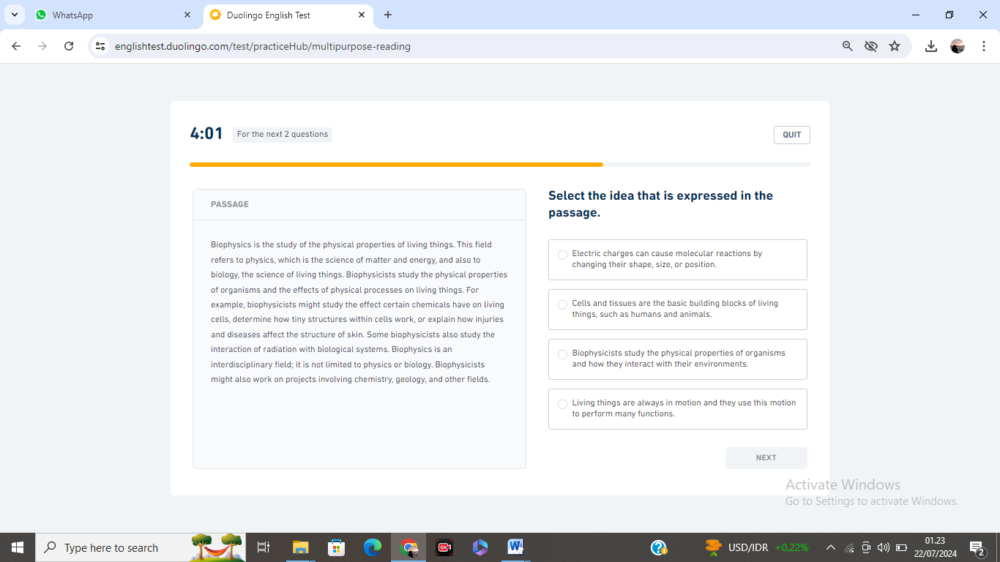 WhatsApp
Duolingo English Test
englishtest.duolingo.com/test/practiceHub/multipurpose-reading
4:01
For the next 2 questions
QUIT
PASSAGE
Biophysics is the study of the physical properties of living things. This field
refers to physics, which is the science of matter and energy, and also to
biology, the science of living things. Biophysicists study the physical properties
of organisms and the effects of physical processes on living things. For
example, biophysicists might study the effect certain chemicals have on living
cells, determine how tiny structures within cells work, or explain how injuries
and diseases affect the structure of skin. Some biophysicists also study the
interaction of radiation with biological systems. Biophysics is an
interdisciplinary field; it is not limited to physics or biology. Biophysicists
might also work on projects involving chemistry, geology, and other fields.
Select the idea that is expressed in the
passage.
Electric charges can cause molecular reactions by
changing their shape, size, or position.
Cells and tissues are the basic building blocks of living
things, such as humans and animals.
Biophysicists study the physical properties of organisms
and how they interact with their environments.
Living things are always in motion and they use this motion
to perform many functions.
NEXT
Activate Windows
Go to Settings to activate Windows.
Type here to search
USD/IDR +0,22%
01.23
22/07/2024
2